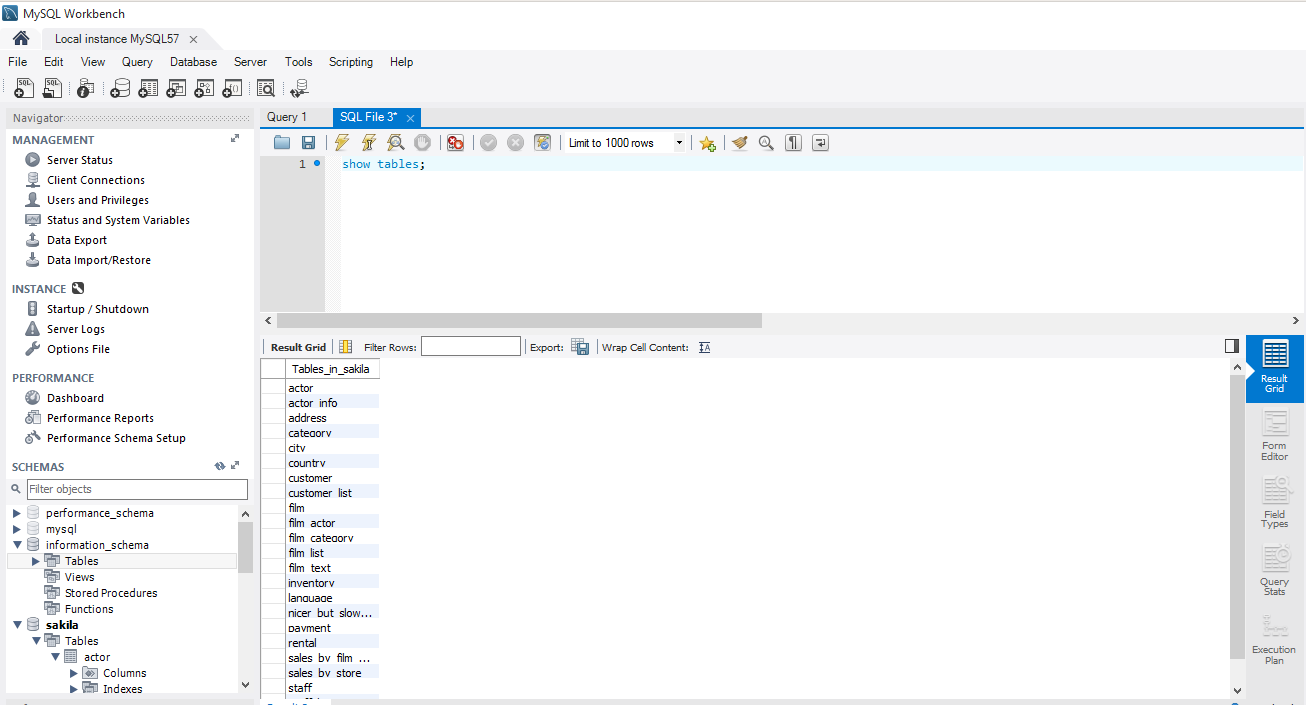 MySQL Workbench
Local instance MySQL57
File Edit View Query Database Server Tools Scripting Help
Navigator
MANAGEMENT
Server Status
Client Connections
Users and Privileges
Status and System Variables
Data Export
Data Import/Restore
INSTANCE
Startup / Shutdown
Server Logs
Options File
PERFORMANCE
Dashboard
Performance Reports
Performance Schema Setup
SCHEMAS
Filter objects
performance_schema
mysql
information_schema
Tables
Views
Stored Procedures
Functions
sakila
Tables
actor
Columns
Indexes
Query 1 SQL File 3*
Limit to 1000 rows
1 show tables;
Result Grid Filter Rows: Export: Wrap Cell Content:
Tables_in_sakila
actor
actor_info
address
category
city
country
customer
customer_list
film
film_actor
film_category
film_list
film_text
inventory
language
nicer_but_slow...
payment
rental
sales_by_film_...
sales_by_store
staff
Result
Grid
Form
Editor
Field
Types
Query
Stats
Execution
Plan